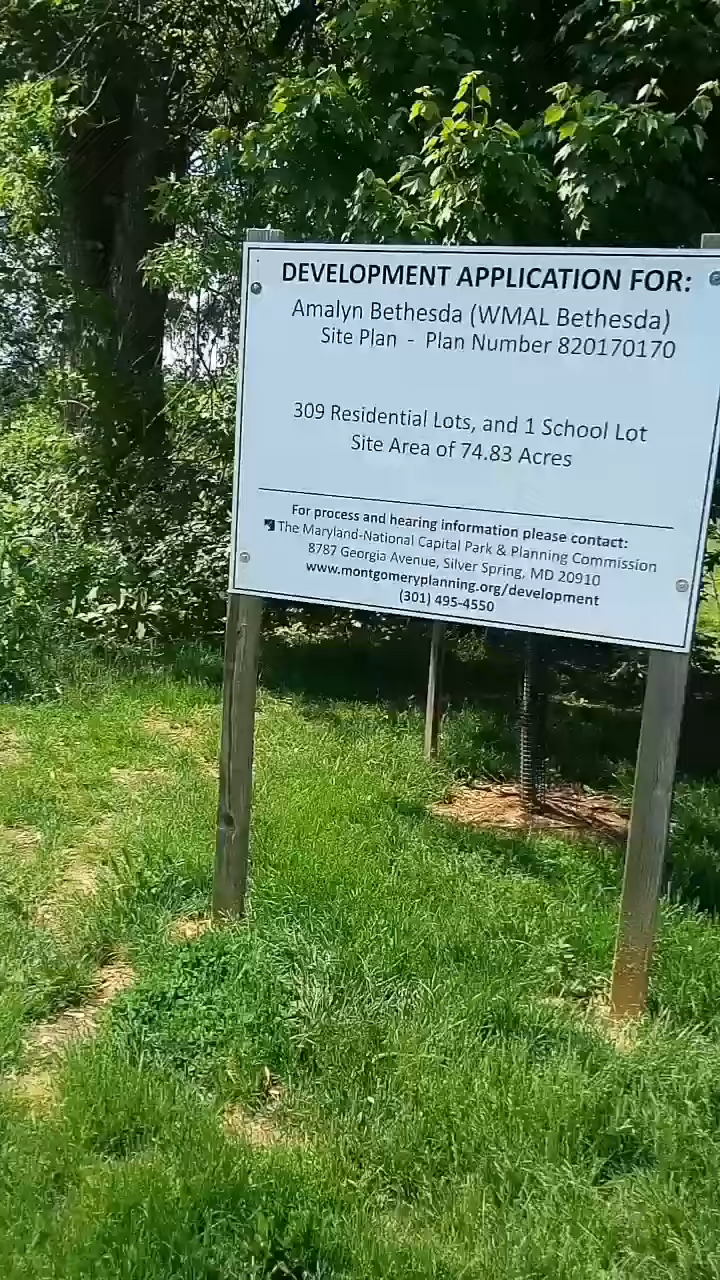 DEVELOPMENT APPLICATION FOR:
Amalyn Bethesda (WMAL Bethesda)
Site Plan - Plan Number 820170170
309 Residential Lots, and 1 School Lot
Site Area of 74.83 Acres
For process and hearing information please contact:
The Maryland-National Capital Park & Planning Commission
8787 Georgia Avenue, Silver Spring, MD 20910
www.montgomeryplanning.org/development
(301) 495-4550